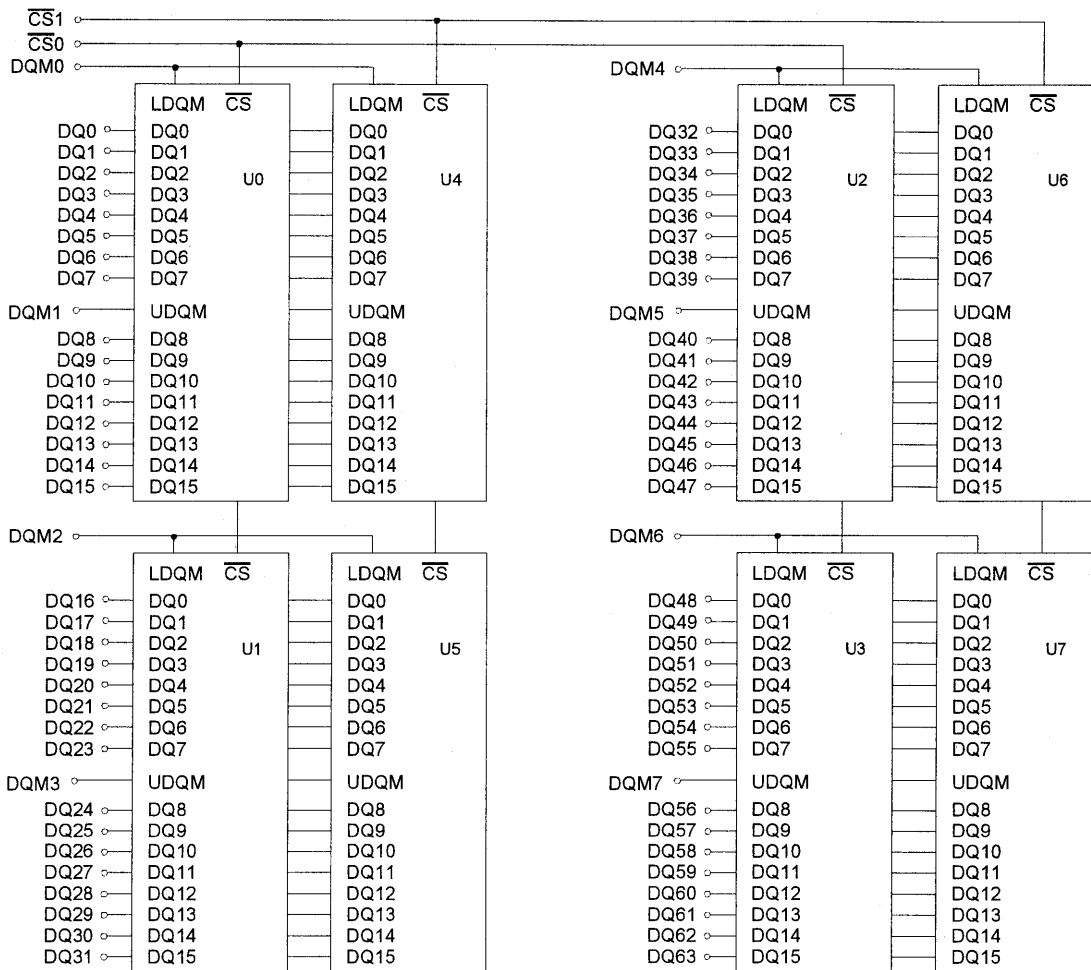 CS1
CS0
DQM0 DQM4
LDQM CS LDQM CS LDQM CS LDQM CS
DQ0 DQ0 DQ0 DQ32 DQ0 DQ0
DQ1 DQ1 DQ1 DQ33 DQ1 DQ1
DQ2 DQ2 U0 DQ2 U4 DQ34 DQ2 U2 DQ2 U6
DQ3 DQ3 DQ3 DQ35 DQ3 DQ3
DQ4 DQ4 DQ4 DQ36 DQ4 DQ4
DQ5 DQ5 DQ5 DQ37 DQ5 DQ5
DQ6 DQ6 DQ6 DQ38 DQ6 DQ6
DQ7 DQ7 DQ7 DQ39 DQ7 DQ7
DQM1 UDQM UDQM DQM5 UDQM UDQM
DQ8 DQ8 DQ8 DQ40 DQ8 DQ8
DQ9 DQ9 DQ9 DQ41 DQ9 DQ9
DQ10 DQ10 DQ10 DQ42 DQ10 DQ10
DQ11 DQ11 DQ11 DQ43 DQ11 DQ11
DQ12 DQ12 DQ12 DQ44 DQ12 DQ12
DQ13 DQ13 DQ13 DQ45 DQ13 DQ13
DQ14 DQ14 DQ14 DQ46 DQ14 DQ14
DQ15 DQ15 DQ15 DQ47 DQ15 DQ15
DQM2 DQM6
LDQM CS LDQM CS LDQM CS LDQM CS
DQ16 DQ0 DQ0 DQ48 DQ0 DQ0
DQ17 DQ1 DQ1 DQ49 DQ1 DQ1
DQ18 DQ2 U1 DQ2 U5 DQ50 DQ2 U3 DQ2 U7
DQ19 DQ3 DQ3 DQ51 DQ3 DQ3
DQ20 DQ4 DQ4 DQ52 DQ4 DQ4
DQ21 DQ5 DQ5 DQ53 DQ5 DQ5
DQ22 DQ6 DQ6 DQ54 DQ6 DQ6
DQ23 DQ7 DQ7 DQ55 DQ7 DQ7
DQM3 UDQM UDQM DQM7 UDQM UDQM
DQ24 DQ8 DQ8 DQ56 DQ8 DQ8
DQ25 DQ9 DQ9 DQ57 DQ9 DQ9
DQ26 DQ10 DQ10 DQ58 DQ10 DQ10
DQ27 DQ11 DQ11 DQ59 DQ11 DQ11
DQ28 DQ12 DQ12 DQ60 DQ12 DQ12
DQ29 DQ13 DQ13 DQ61 DQ13 DQ13
DQ30 DQ14 DQ14 DQ62 DQ14 DQ14
DQ31 DQ15 DQ15 DQ63 DQ15 DQ15